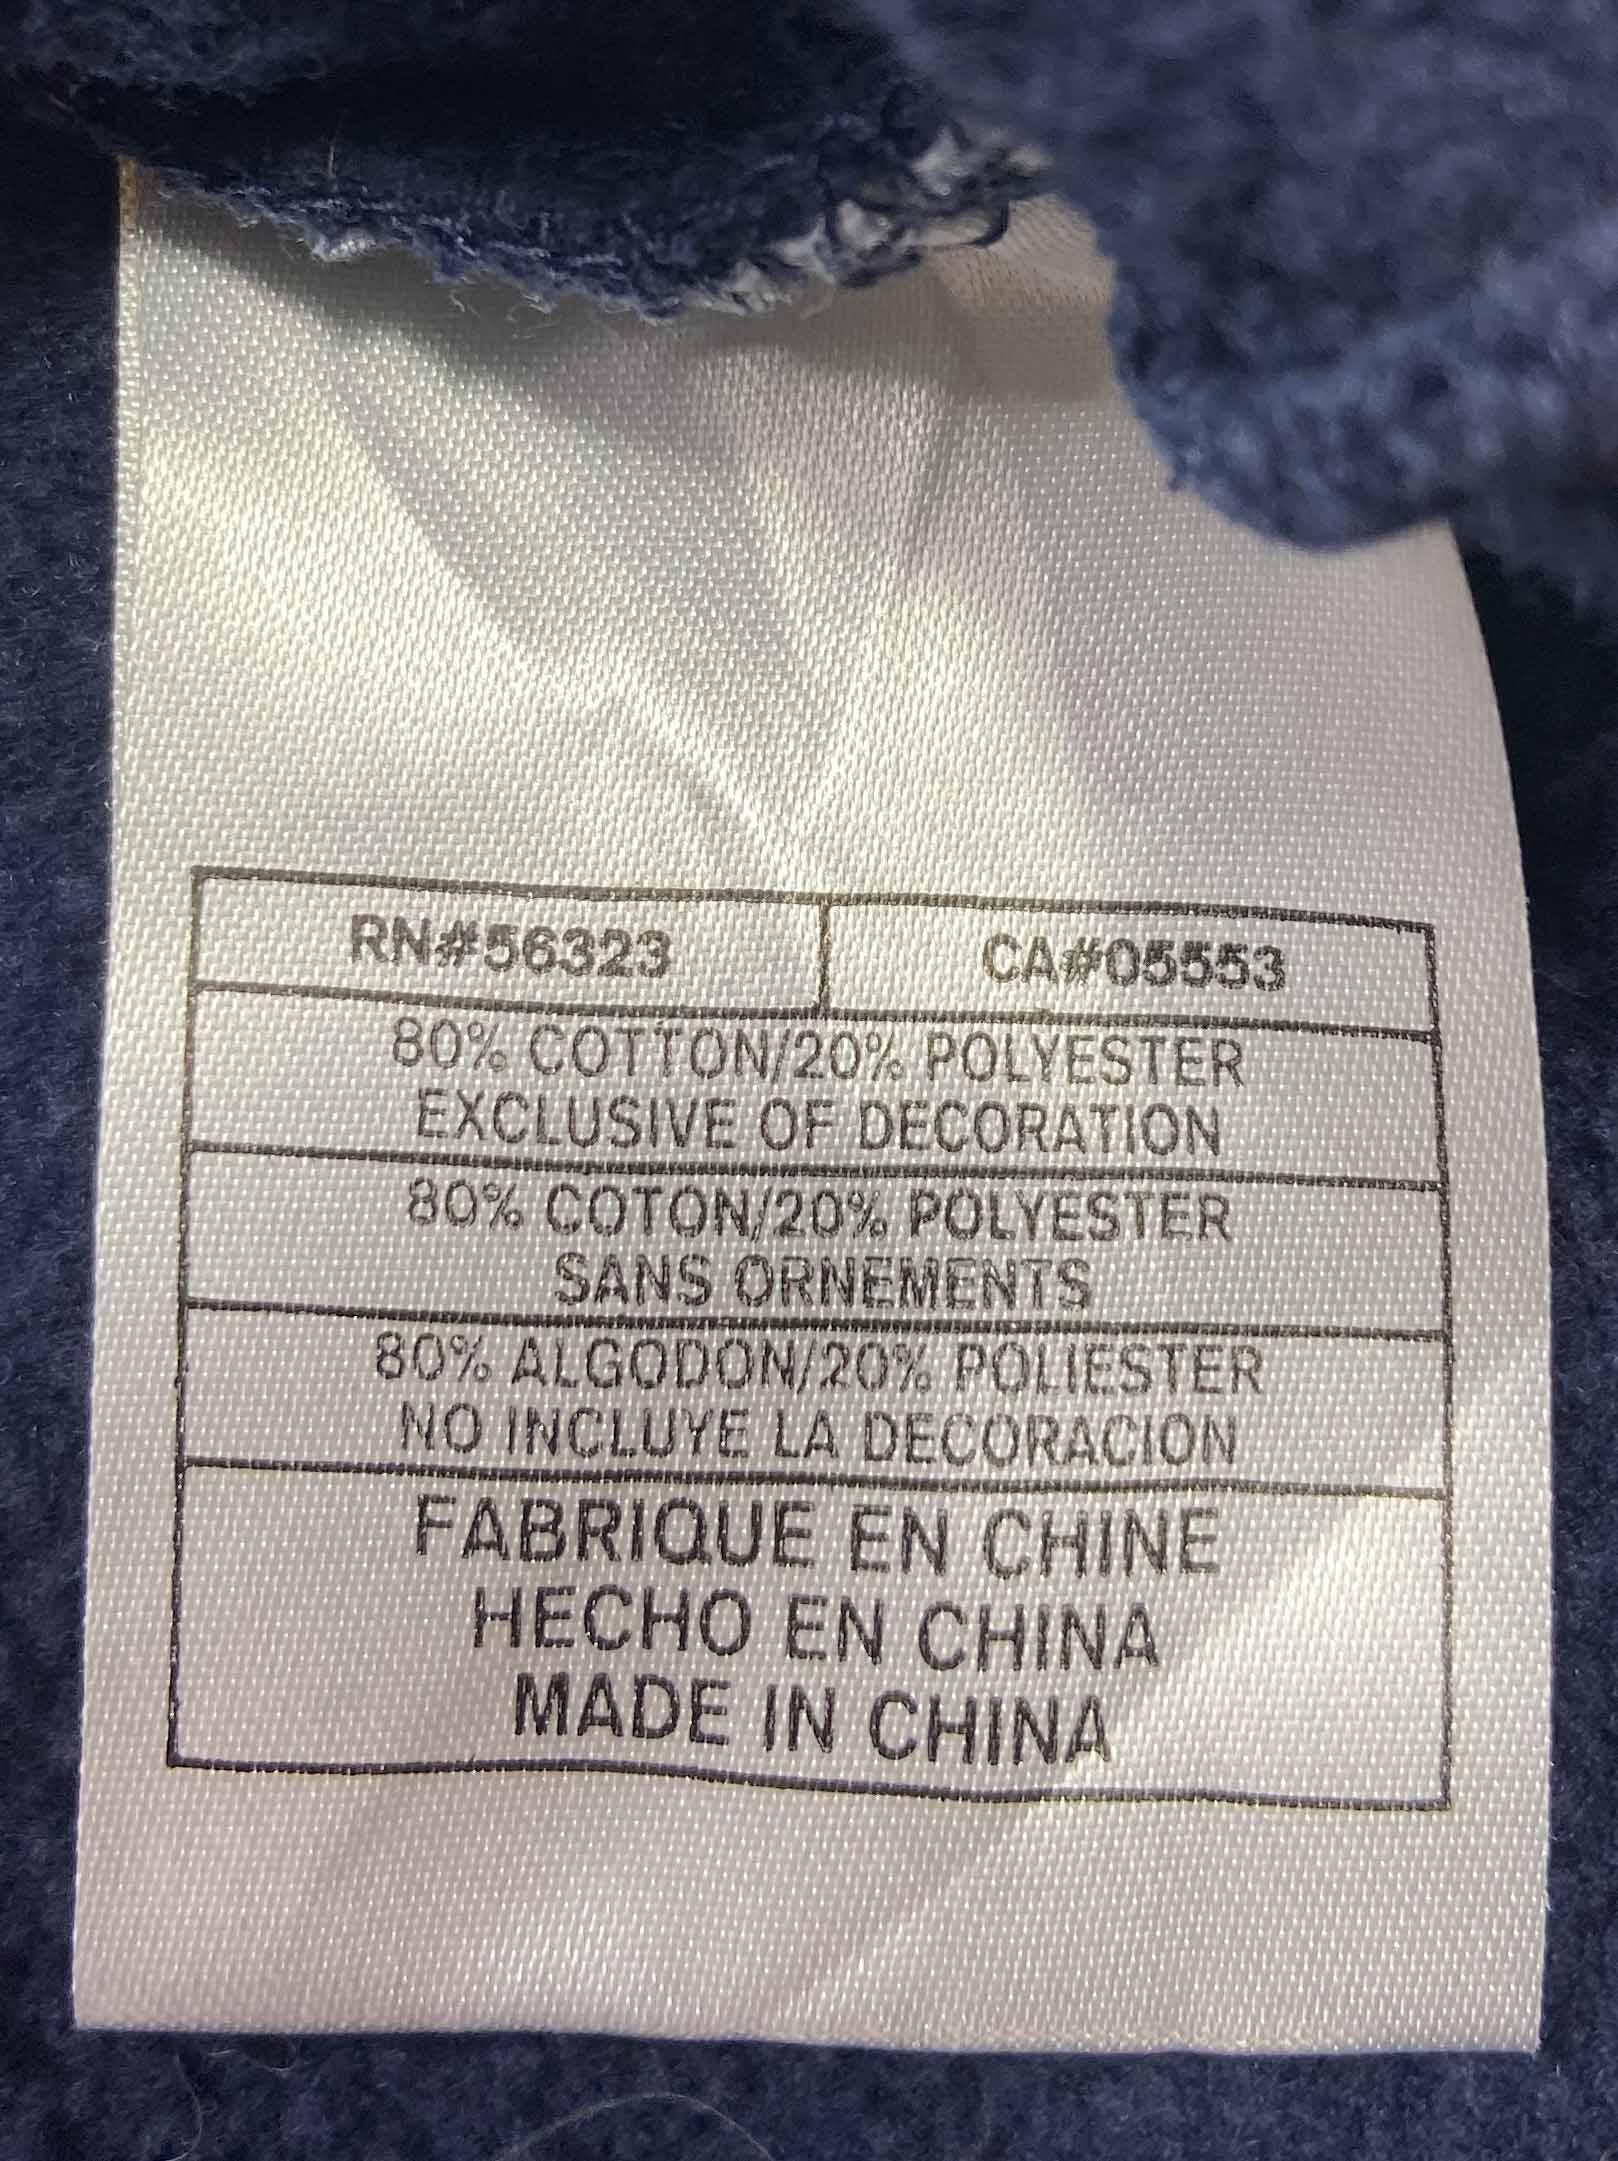 RN#56323 CA#05553
80% COTTON/20% POLYESTER
EXCLUSIVE OF DECORATION
80% COTON/20% POLYESTER
SANS ORNEMENTS
80% ALGODON/20% POLIESTER
NO INCLUYE LA DECORACION
FABRIQUE EN CHINE
HECHO EN CHINA
MADE IN CHINA